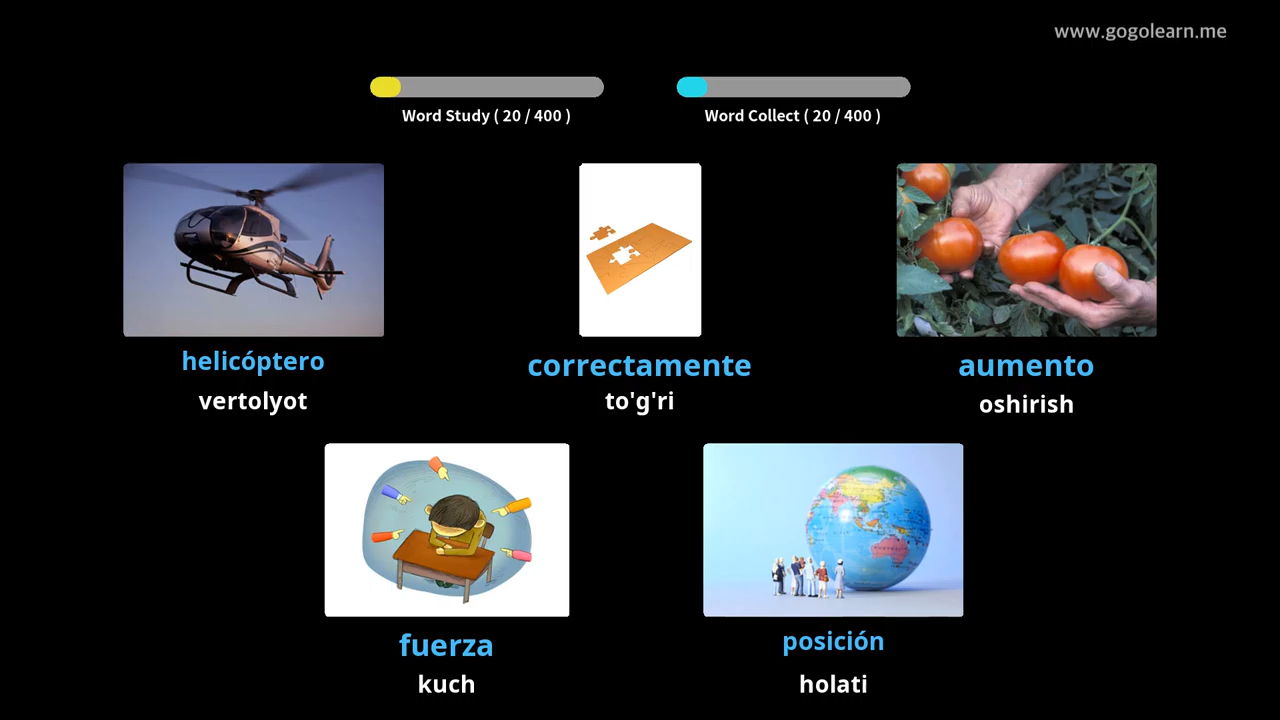 www.gogolearn.me
Word Study ( 20 / 400 )
Word Collect ( 20 / 400 )
helicóptero
vertolyot
correctamente
to'g'ri
aumento
oshirish
fuerza
kuch
posición
holati